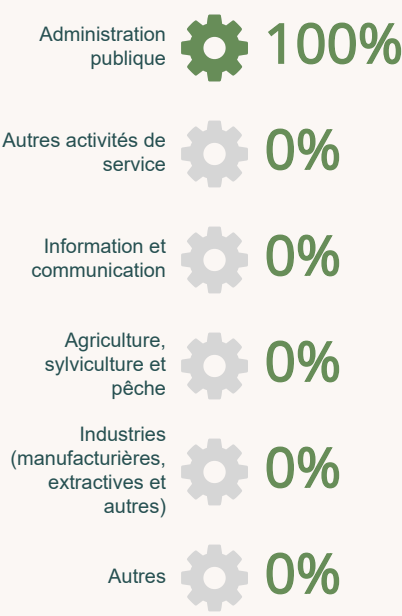 Administration
publique
100%
Autres activités de
service
0%
Information et
communication
0%
Agriculture,
sylviculture et
pêche
0%
Industries
(manufacturières,
extractives et
autres)
0%
Autres
0%